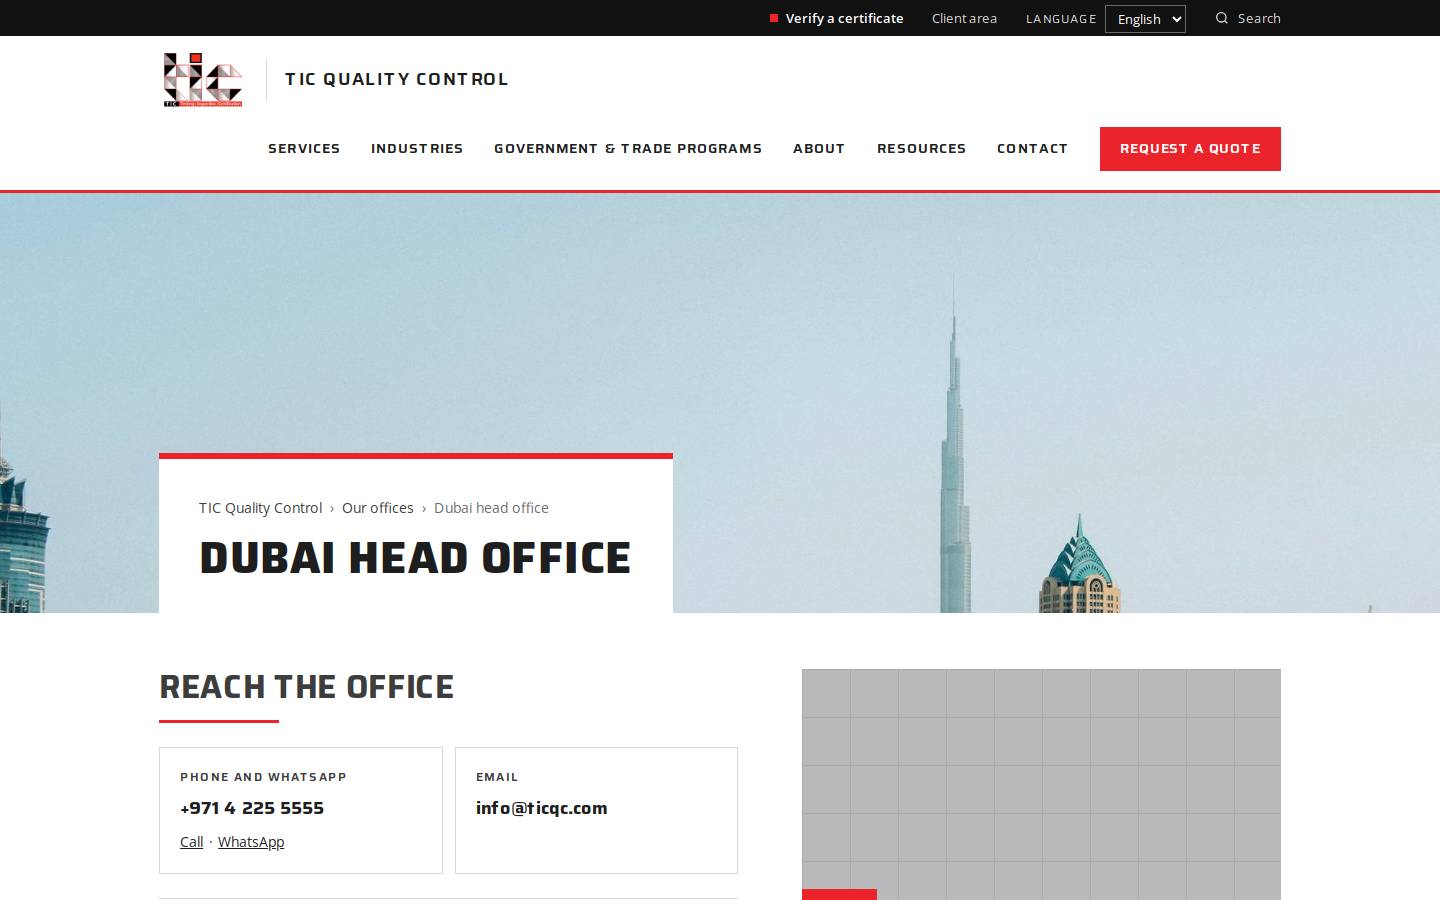 Verify a certificate
Client area
LANGUAGE
English
Search
tic
TIC QUALITY CONTROL
SERVICES
INDUSTRIES
GOVERNMENT & TRADE PROGRAMS
ABOUT
RESOURCES
CONTACT
REQUEST A QUOTE
TIC Quality Control › Our offices › Dubai head office
DUBAI HEAD OFFICE
REACH THE OFFICE
PHONE AND WHATSAPP
+971 4 225 5555
Call · WhatsApp
EMAIL
info@ticqc.com